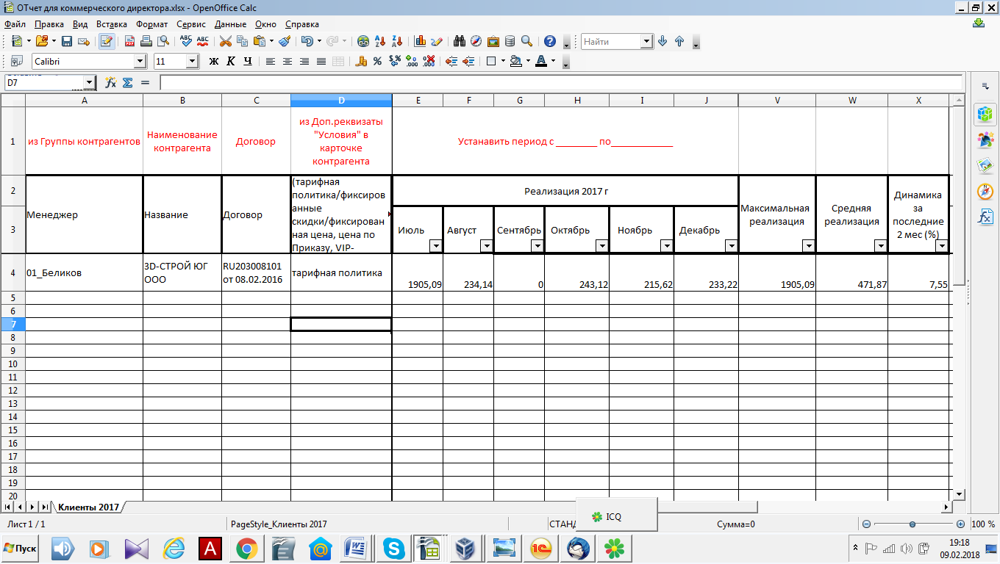 ОТчет для коммерческого директора.xlsx - OpenOffice Calc
Файл Правка Вид Вставка Формат Сервис Данные Окно Справка
Найти
Calibri 11 Ж К Ч
D7
A B C D E F G H I J V W X
1
из Группы контрагентов
Наименование
контрагента
Договор
из Доп.реквизаты
"Условия" в
карточке
контрагента
Устанавить период с ________ по____________
2
3
Менеджер
Название
Договор
(тарифная
политика/фиксиров
анные
скидки/фиксирован
ная цена, цена по
Приказу, VIP-
Реализация 2017 г
Июль Август Сентябрь Октябрь Ноябрь Декабрь
Максимальная
реализация
Средняя
реализация
Динамика
за
последние
2 мес (%)
4
01_Беликов
3D-СТРОЙ ЮГ
ООО
RU203008101
от 08.02.2016
тарифная политика
1905,09 234,14 0 243,12 215,62 233,22 1905,09 471,87 7,55
5
6
7
8
9
10
11
12
13
14
15
16
17
18
19
20
Клиенты 2017
ICQ
Лист 1 / 1 PageStyle_Клиенты 2017 СТАНД Сумма=0 100 %
Пуск
19:18
09.02.2018